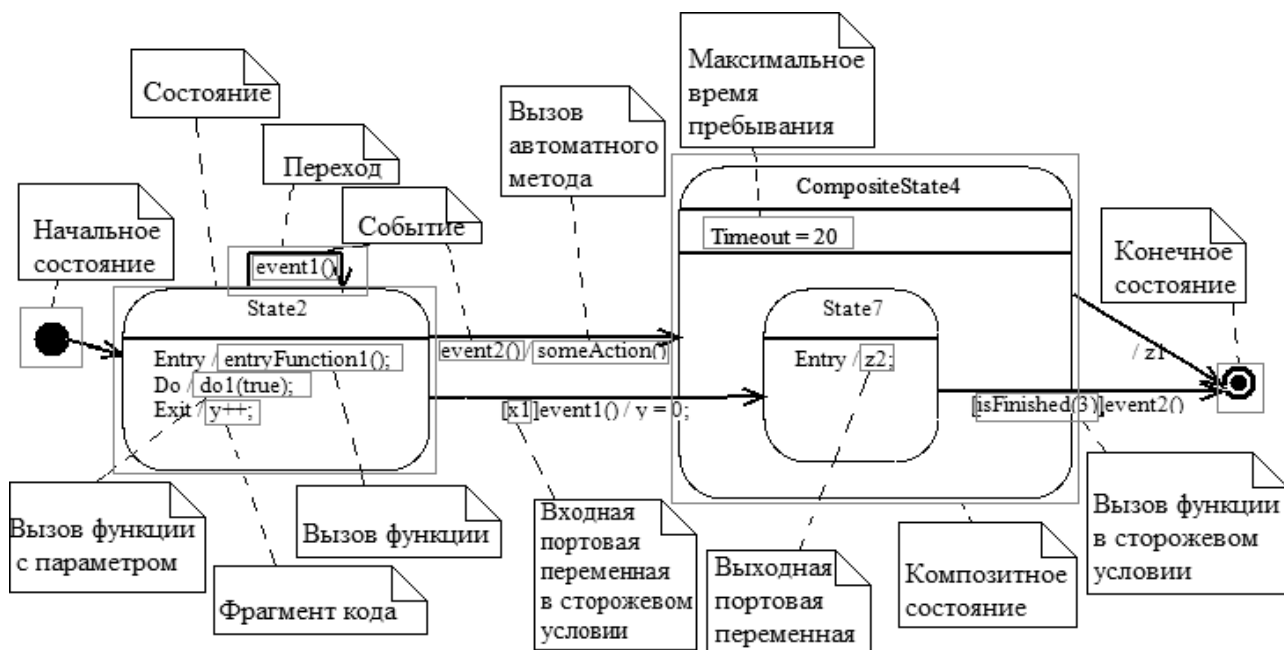 Состояние
Переход
Начальное
состояние
Событие
Вызов
автоматного
метода
Максимальное
время
пребывания
Конечное
состояние
event1()
State2
Entry / entryFunction1();
Do / do1(true);
Exit / y++;
event2()/ someAction()
[x1]event1() / y = 0;
CompositeState4
Timeout = 20
State7
Entry / z2;
/ z1
[isFinished(3)]event2()
Вызов функции
с параметром
Фрагмент кода
Вызов функции
Входная
портовая
переменная
в сторожевом
условии
Выходная
портовая
переменная
Композитное
состояние
Вызов функции
в сторожевом
условии